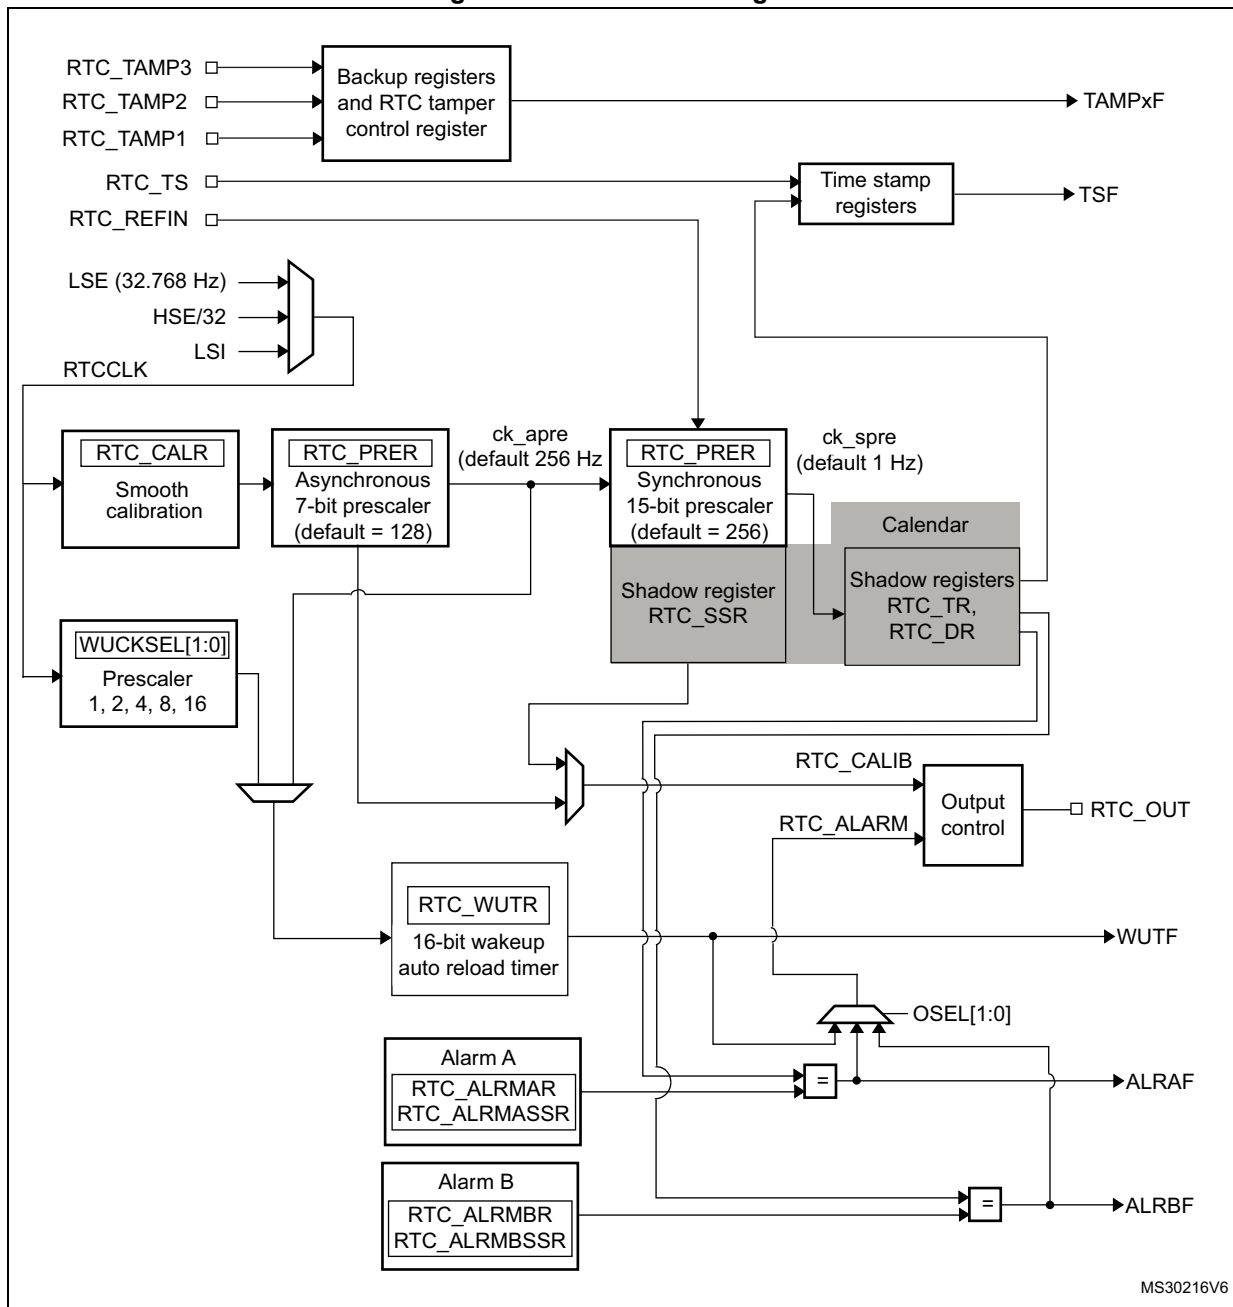 RTC_TAMP3
RTC_TAMP2
RTC_TAMP1
Backup registers
and RTC tamper
control register
TAMPxF
RTC_TS
RTC_REFIN
Time stamp
registers
TSF
LSE (32.768 Hz)
HSE/32
LSI
RTCCLK
RTC_CALR
Smooth
calibration
RTC_PRER
Asynchronous
7-bit prescaler
(default = 128)
ck_apre
(default 256 Hz
RTC_PRER
Synchronous
15-bit prescaler
(default = 256)
ck_spre
(default 1 Hz)
Calendar
Shadow register
RTC_SSR
Shadow registers
RTC_TR,
RTC_DR
WUCKSEL[1:0]
Prescaler
1, 2, 4, 8, 16
RTC_CALIB
RTC_ALARM
Output
control
RTC_OUT
RTC_WUTR
16-bit wakeup
auto reload timer
WUTF
OSEL[1:0]
Alarm A
RTC_ALRMAR
RTC_ALRMASSR
=
ALRAF
Alarm B
RTC_ALRMBR
RTC_ALRMBSSR
=
ALRBF
MS30216V6